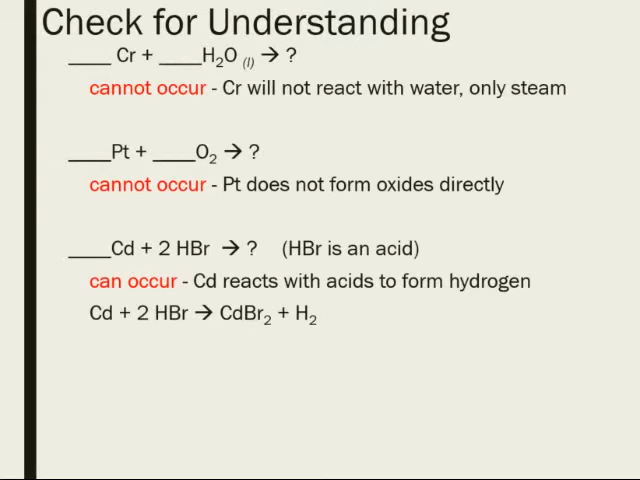 Check for Understanding
____ Cr + ____H₂O (l) → ?
cannot occur - Cr will not react with water, only steam
____Pt + ____O₂ → ?
cannot occur - Pt does not form oxides directly
____Cd + 2 HBr → ? (HBr is an acid)
can occur - Cd reacts with acids to form hydrogen
Cd + 2 HBr → CdBr₂ + H₂